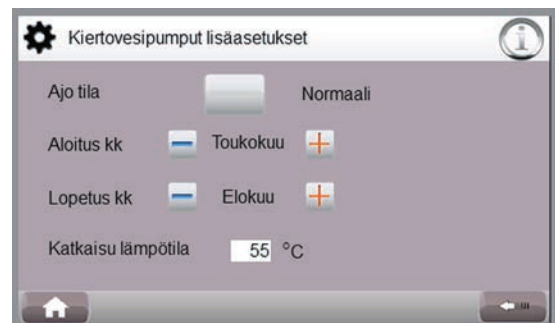 Kiertovesipumput lisäasetukset
Ajo tila Normaali
Aloitus kk Toukokuu
Lopetus kk Elokuu
Katkaisu lämpötila 55 °C